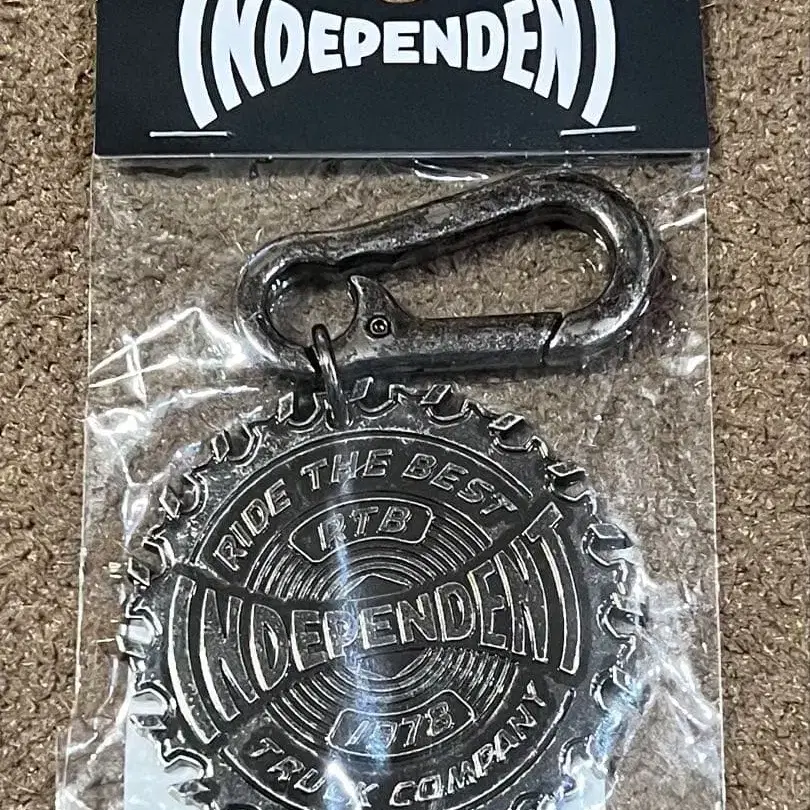 INDEPENDENT
RIDE THE BEST
RTB
INDEPENDENT
1978
TRUCK COMPANY